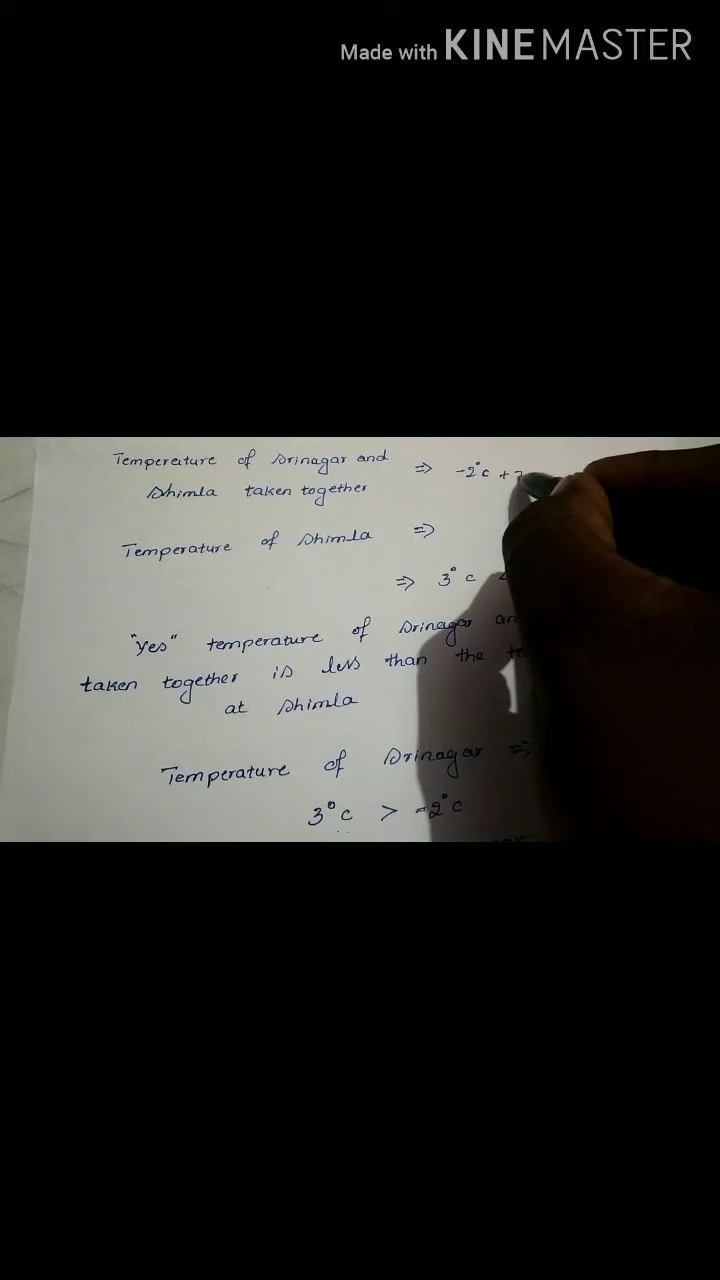 Made with KINEMASTER
Temperature of Srinagar and ⇒ -2°C +
Shimla taken together
Temperature of Shimla ⇒
⇒ 3°C
"yes" temperature of Srinagar
taken together is less than the
at Shimla
Temperature of Srinagar ⇒
3°C > -2°C